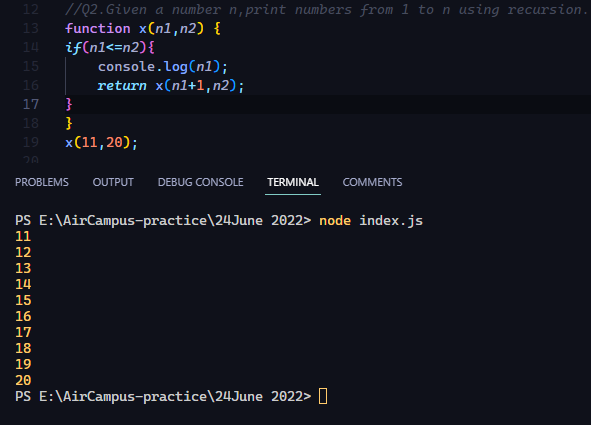 12 //Q2.Given a number n,print numbers from 1 to n using recursion.
13 function x(n1,n2) {
14 if(n1<=n2){
15     console.log(n1);
16     return x(n1+1,n2);
17 }
18 }
19 x(11,20);
20
PROBLEMS OUTPUT DEBUG CONSOLE TERMINAL COMMENTS
PS E:\AirCampus-practice\24June 2022> node index.js
11
12
13
14
15
16
17
18
19
20
PS E:\AirCampus-practice\24June 2022>